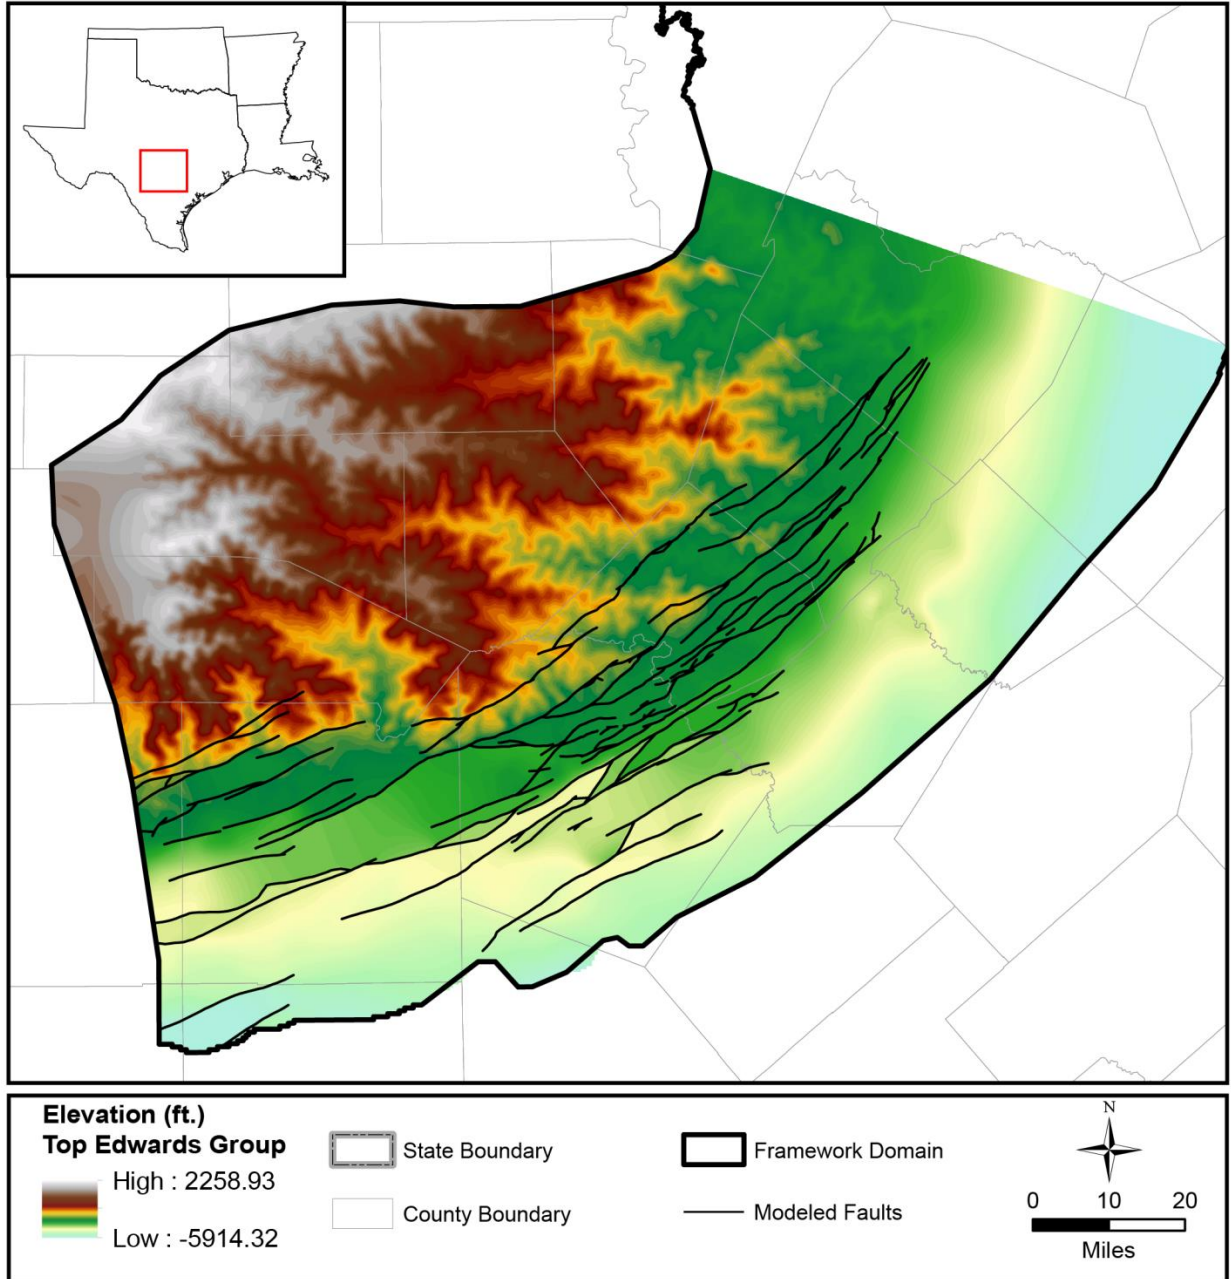 Elevation (ft.)
Top Edwards Group
High : 2258.93
Low : -5914.32
State Boundary
County Boundary
Framework Domain
Modeled Faults
N
0 10 20
Miles